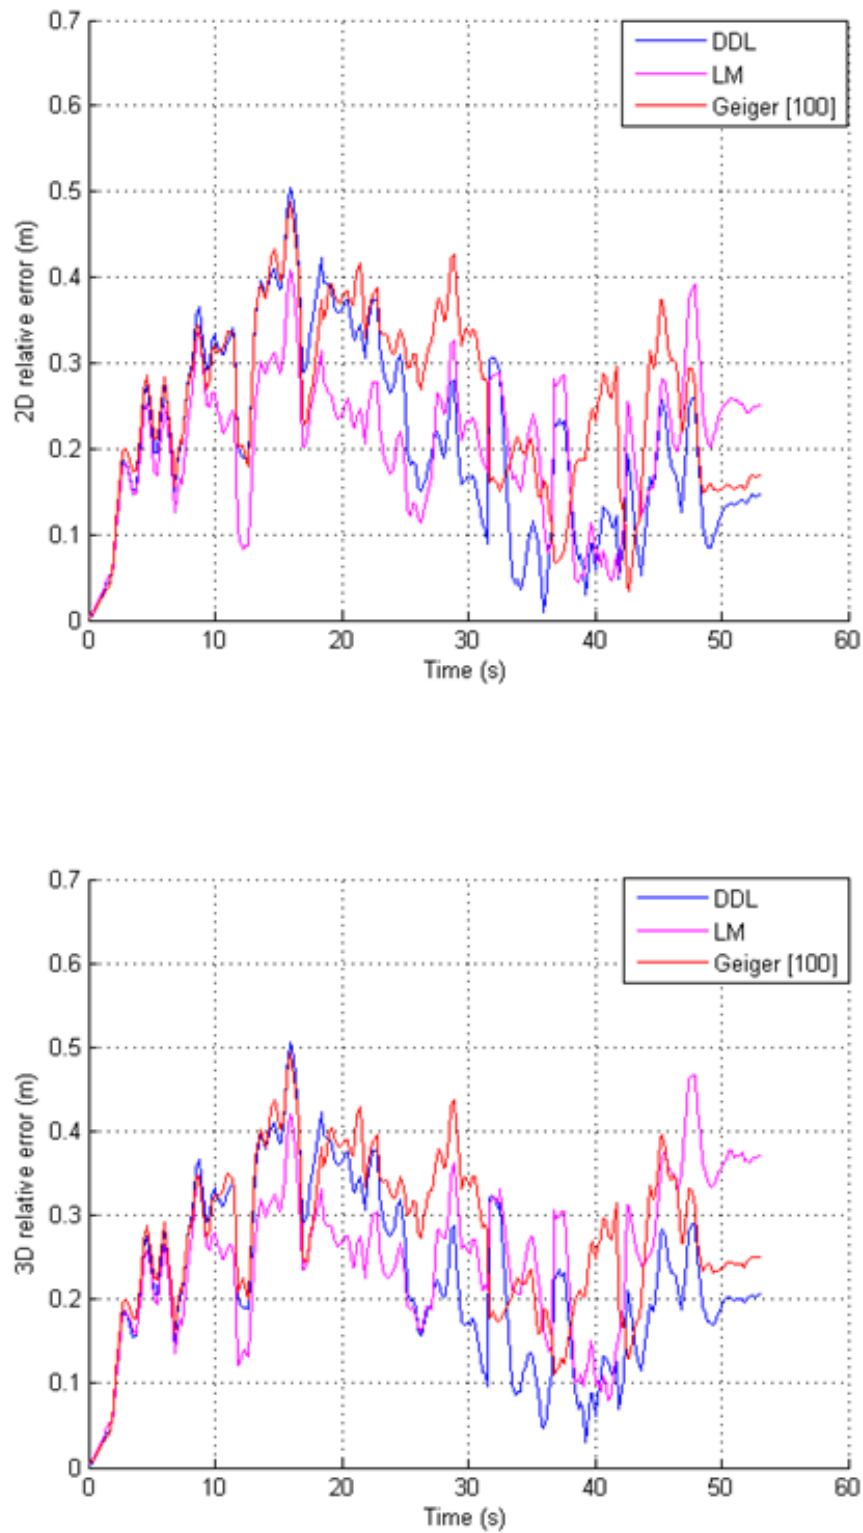 0.7
0.6
0.5
0.4
0.3
0.2
0.1
0
2D relative error (m)
DDL
LM
Geiger [100]
0 10 20 30 40 50 60
Time (s)
0.7
0.6
0.5
0.4
0.3
0.2
0.1
0
3D relative error (m)
DDL
LM
Geiger [100]
0 10 20 30 40 50 60
Time (s)